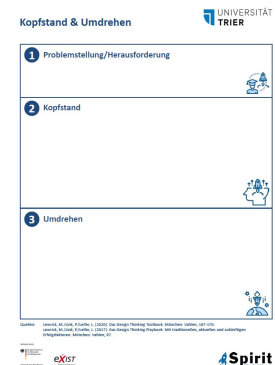 Kopfstand & Umdrehen
UNIVERSITÄT
TRIER
1 Problemstellung/Herausforderung
2 Kopfstand
3 Umdrehen
Quellen: Lewrick, M./Link, P./Leifer, L. (2020): Das Design Thinking Toolbook. München: Vahlen, 167-170.
Lewrick, M./Link, P./Leifer, L. (2017): Das Design Thinking Playbook. Mit traditionellen, aktuellen und zukünftigen
Erfolgsfaktoren. München: Vahlen, 97.
exist
Spirit